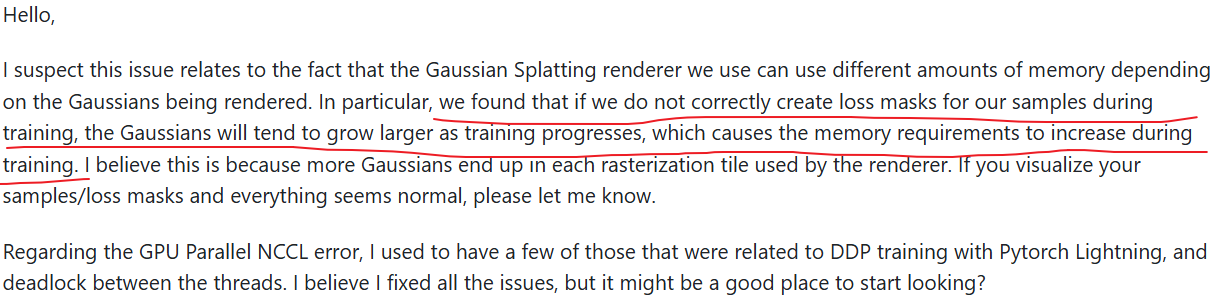 Hello,
I suspect this issue relates to the fact that the Gaussian Splatting renderer we use can use different amounts of memory depending
on the Gaussians being rendered. In particular, we found that if we do not correctly create loss masks for our samples during
training, the Gaussians will tend to grow larger as training progresses, which causes the memory requirements to increase during
training. I believe this is because more Gaussians end up in each rasterization tile used by the renderer. If you visualize your
samples/loss masks and everything seems normal, please let me know.
Regarding the GPU Parallel NCCL error, I used to have a few of those that were related to DDP training with Pytorch Lightning, and
deadlock between the threads. I believe I fixed all the issues, but it might be a good place to start looking?